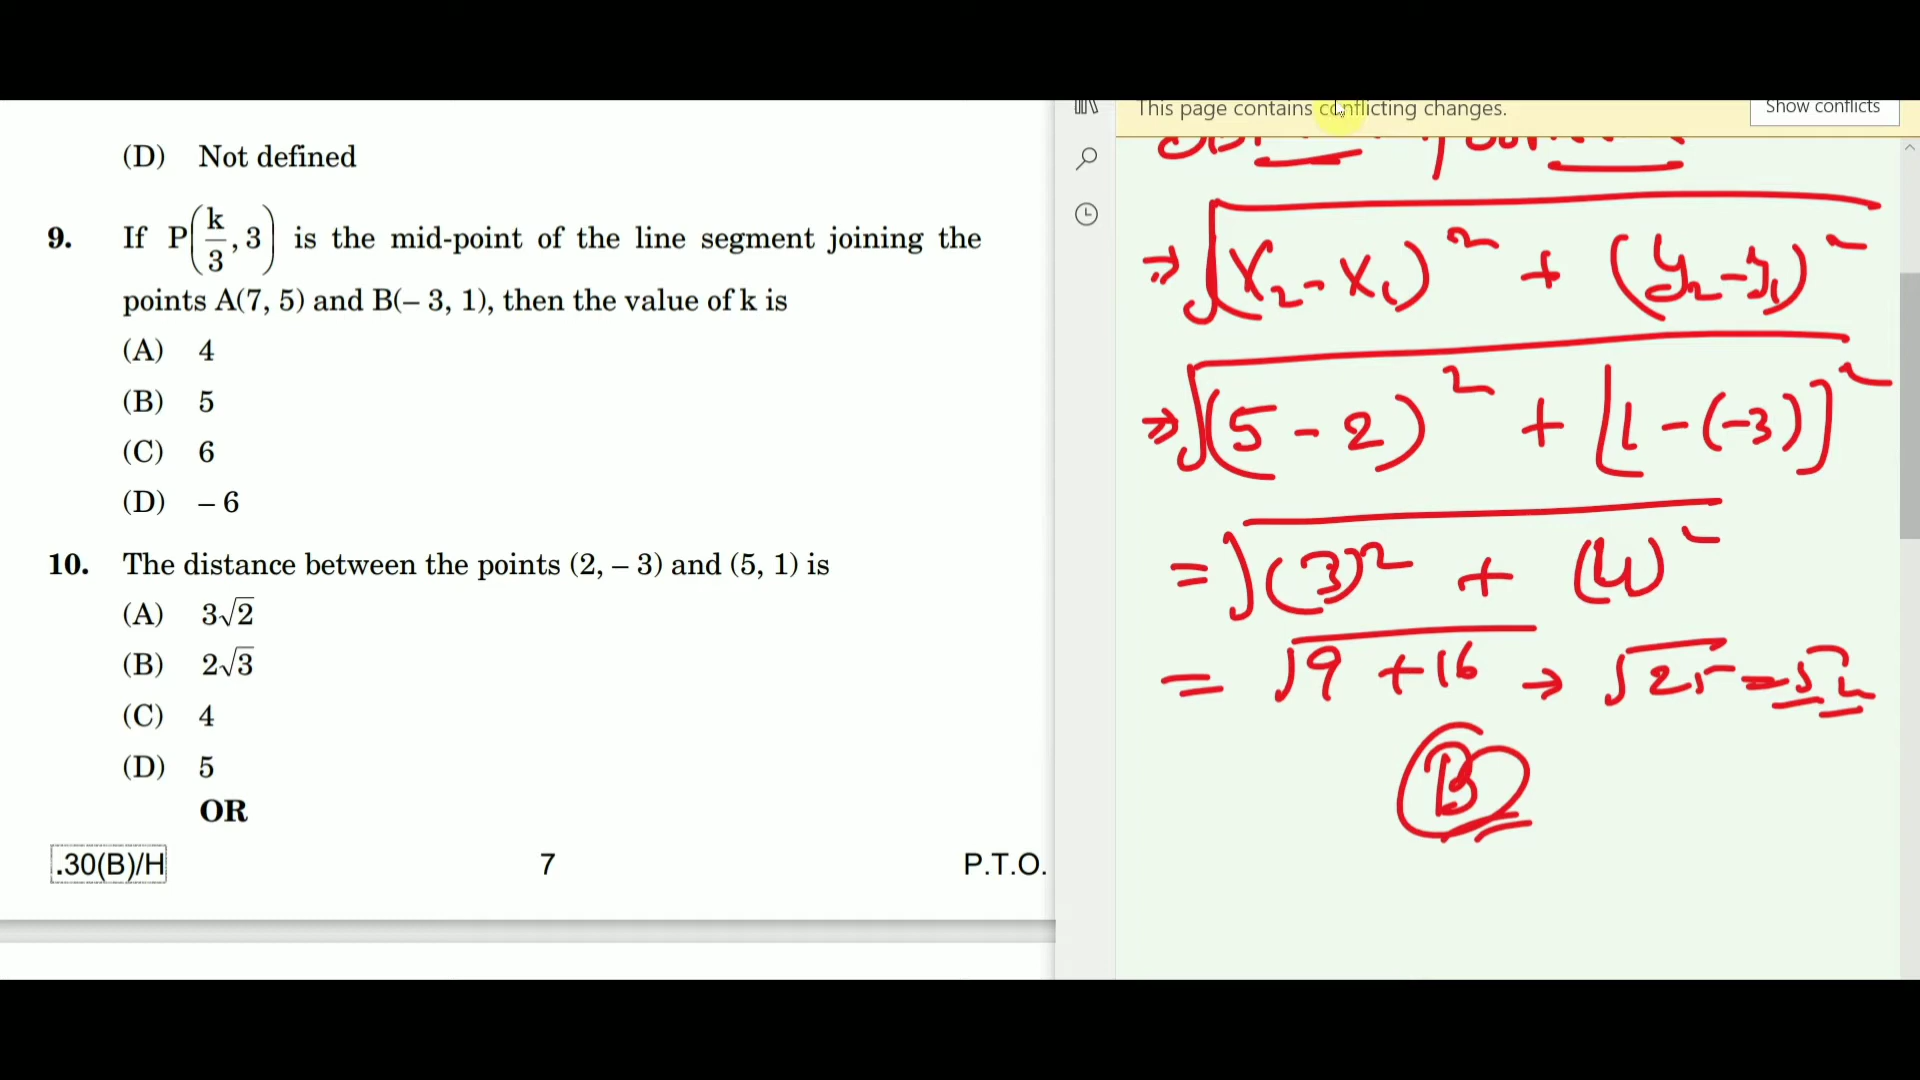 (D) Not defined
9. If P(k/3, 3) is the mid-point of the line segment joining the
points A(7, 5) and B(– 3, 1), then the value of k is
(A) 4
(B) 5
(C) 6
(D) – 6
10. The distance between the points (2, – 3) and (5, 1) is
(A) 3√2
(B) 2√3
(C) 4
(D) 5
OR
.30(B)/H 7 P.T.O.
This page contains conflicting changes. Show conflicts
⇒ √(x₂ - x₁)² + (y₂ - y₁)²
⇒ √(5 - 2)² + [1 - (-3)]²
= √(3)² + (4)²
= √9 + 16 → √25 =
B